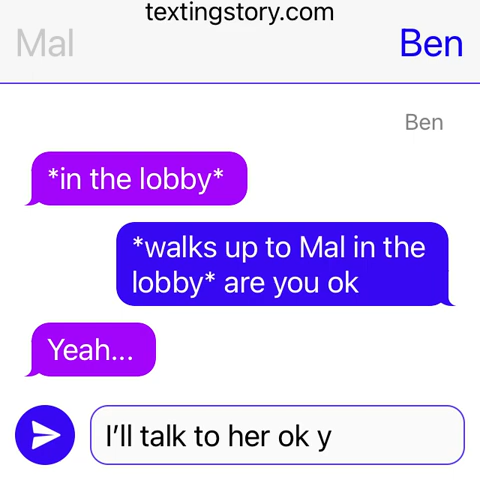 textingstory.com
Mal
Ben
Ben
*in the lobby*
*walks up to Mal in the
lobby* are you ok
Yeah...
I'll talk to her ok y